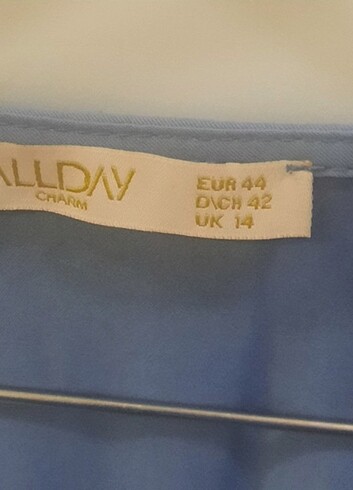 ALLDAY
CHARM
EUR 44
D\CH 42
UK 14